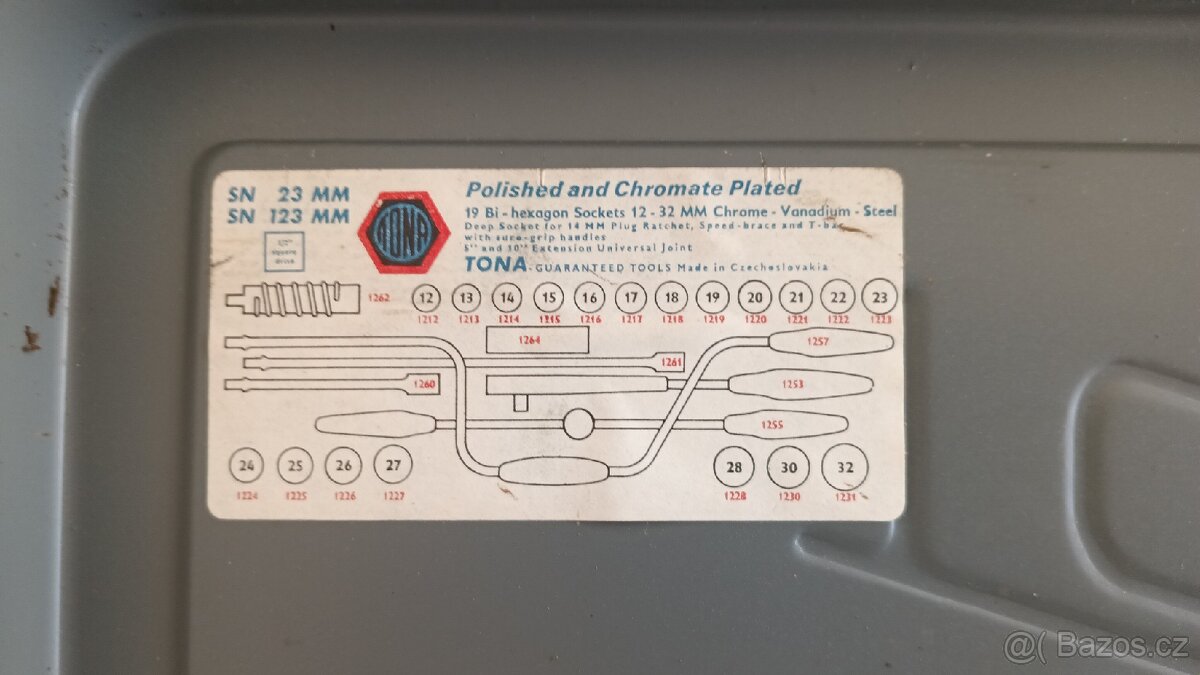 SN 23 MM
SN 123 MM
1/2"
square
drive
TONA
Polished and Chromate Plated
19 Bi-hexagon Sockets 12-32 MM Chrome-Vanadium-Steel
Deep Socket for 14 MM Plug Ratchet, Speed-brace and T-bar
with sure-grip handles
5" and 10" Extension Universal Joint
TONA-GUARANTEED TOOLS Made in Czechoslovakia
1262
12 13 14 15 16 17 18 19 20 21 22 23
1212 1213 1214 1215 1216 1217 1218 1219 1220 1221 1222 1223
1264
1257
1261
1260
1253
1255
24 25 26 27 28 30 32
1224 1225 1226 1227 1228 1230 1231
@ Bazos.cz